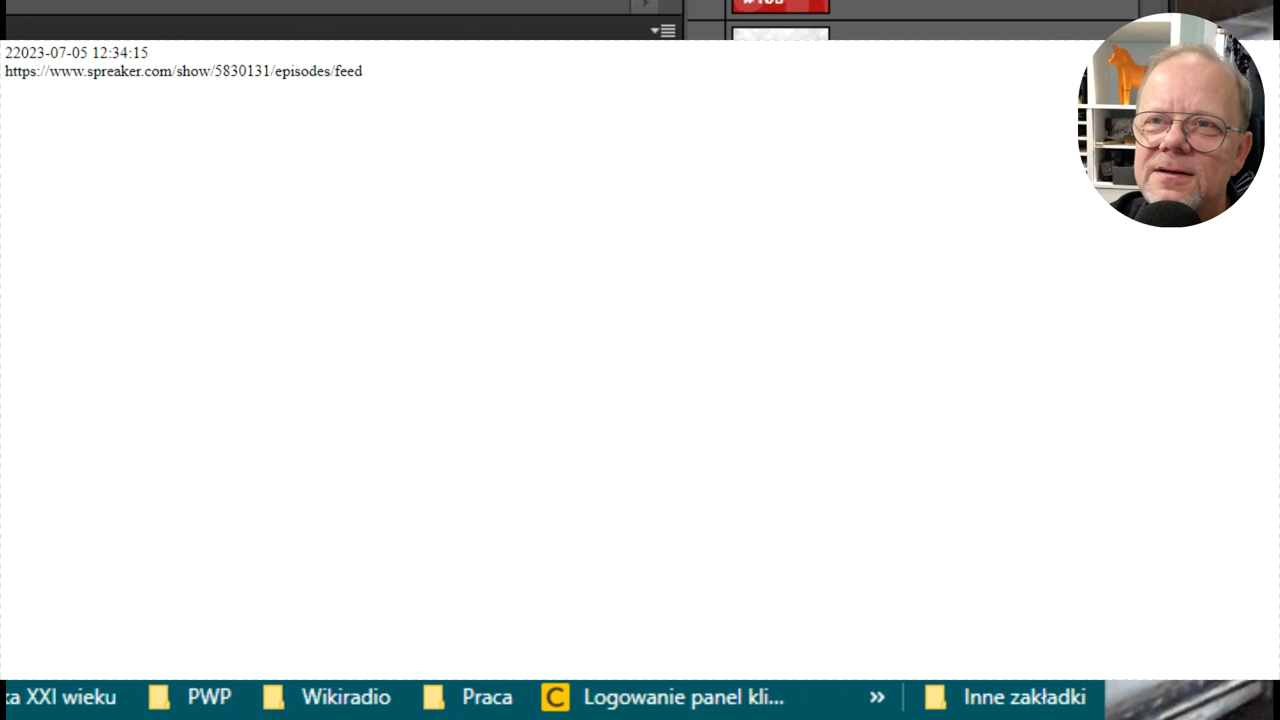 22023-07-05 12:34:15
https://www.spreaker.com/show/5830131/episodes/feed
ka XXI wieku PWP Wikiradio Praca C Logowanie panel kli... » Inne zakładki